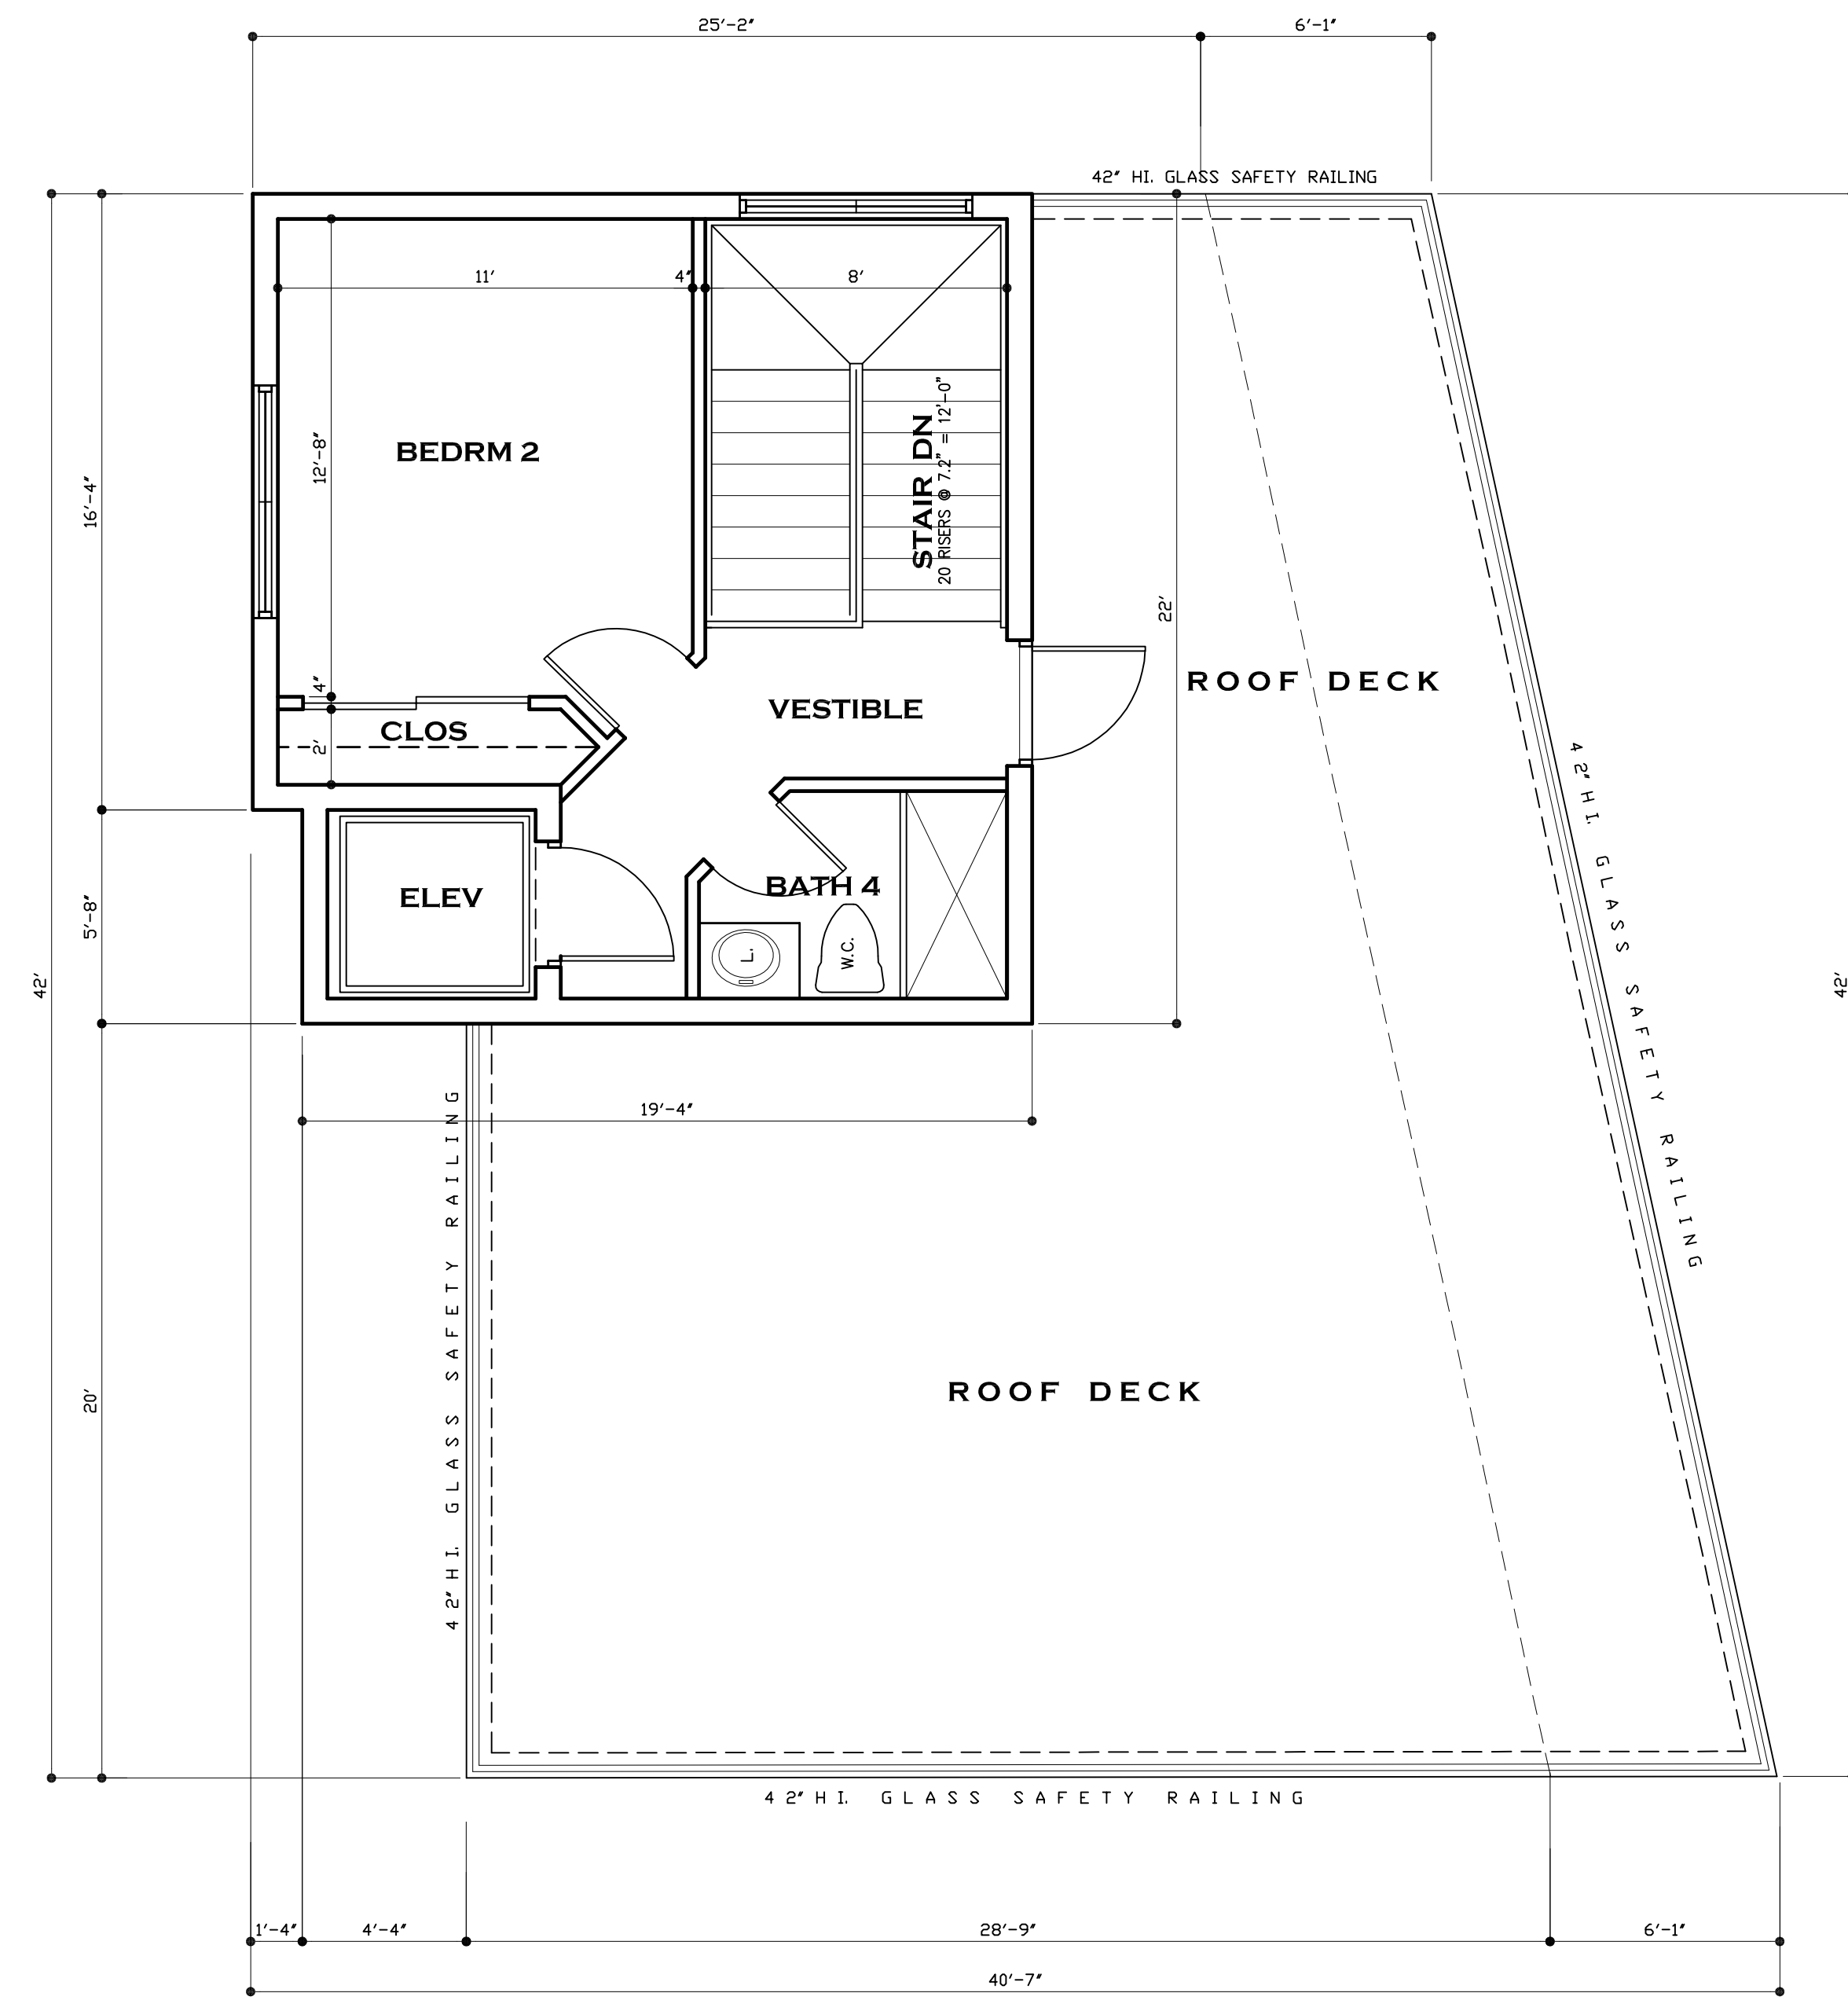 25'-2"
6'-1"
42" HI. GLASS SAFETY RAILING
11'
4"
8'
12'-8"
BEDRM 2
STAIR DN
20 RISERS @ 7.2" = 12'-0"
16'-4"
22'
ROOF DECK
4"
VESTIBLE
CLOS
2'
42" HI. GLASS SAFETY RAILING
ELEV
BATH 4
L.
W.C.
5'-8"
42'
42'
19'-4"
42" HI. GLASS SAFETY RAILING
20'
ROOF DECK
42" HI. GLASS SAFETY RAILING
1'-4"
4'-4"
28'-9"
6'-1"
40'-7"